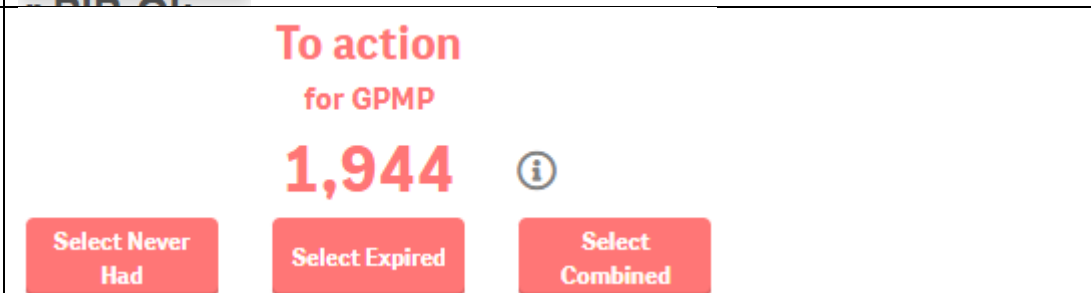 To action
for GPMP
1,944
Select Never
Had
Select Expired
Select
Combined